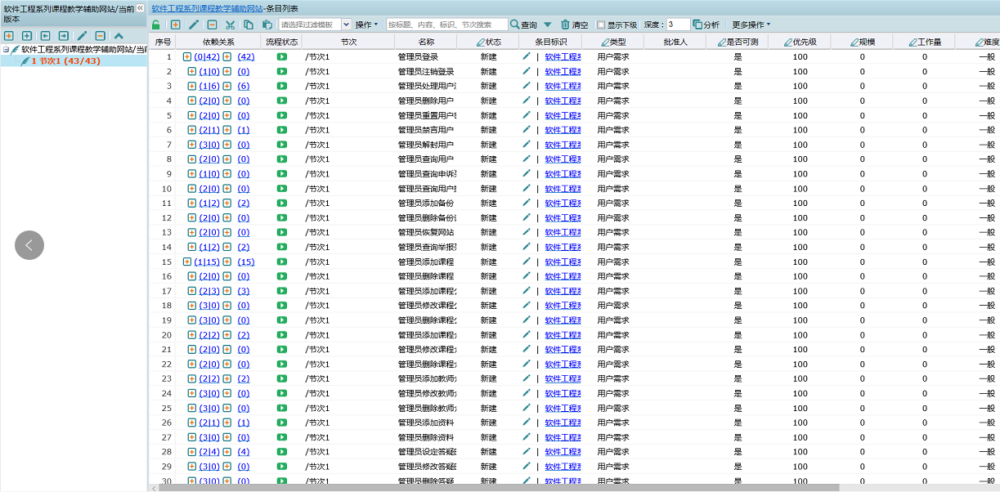 软件工程系列课程教学辅助网站/当前
版本
软件工程系列课程教学辅助网站-条目列表
请选择过滤模板 操作 按标题、内容、标识、节次搜索 查询 清空 显示下级 深度： 3 分析 更多操作
软件工程系列课程教学辅助网站/当前
1 节次1 (43/43)
序号 依赖关系 流程状态 节次 名称 状态 条目标识 类型 批准人 是否可测 优先级 规模 工作量 难度
1 (0|42) (42) /节次1 管理员登录 新建 | 软件工程系 用户需求 是 100 0 0 一般
2 (1|0) (0) /节次1 管理员注销登录 新建 | 软件工程系 用户需求 是 100 0 0 一般
3 (1|6) (6) /节次1 管理员处理用户 新建 | 软件工程系 用户需求 是 100 0 0 一般
4 (2|0) (0) /节次1 管理员删除用户 新建 | 软件工程系 用户需求 是 100 0 0 一般
5 (2|0) (0) /节次1 管理员重置用户 新建 | 软件工程系 用户需求 是 100 0 0 一般
6 (2|1) (1) /节次1 管理员禁言用户 新建 | 软件工程系 用户需求 是 100 0 0 一般
7 (3|0) (0) /节次1 管理员解封用户 新建 | 软件工程系 用户需求 是 100 0 0 一般
8 (2|0) (0) /节次1 管理员查询用户 新建 | 软件工程系 用户需求 是 100 0 0 一般
9 (1|0) (0) /节次1 管理员查询申诉 新建 | 软件工程系 用户需求 是 100 0 0 一般
10 (2|0) (0) /节次1 管理员查询用户 新建 | 软件工程系 用户需求 是 100 0 0 一般
11 (1|2) (2) /节次1 管理员添加备份 新建 | 软件工程系 用户需求 是 100 0 0 一般
12 (2|0) (0) /节次1 管理员删除备份 新建 | 软件工程系 用户需求 是 100 0 0 一般
13 (2|0) (0) /节次1 管理员恢复网站 新建 | 软件工程系 用户需求 是 100 0 0 一般
14 (1|2) (2) /节次1 管理员查询举报 新建 | 软件工程系 用户需求 是 100 0 0 一般
15 (1|15) (15) /节次1 管理员添加课程 新建 | 软件工程系 用户需求 是 100 0 0 一般
16 (2|0) (0) /节次1 管理员删除课程 新建 | 软件工程系 用户需求 是 100 0 0 一般
17 (2|3) (3) /节次1 管理员添加课程 新建 | 软件工程系 用户需求 是 100 0 0 一般
18 (3|0) (0) /节次1 管理员修改课程 新建 | 软件工程系 用户需求 是 100 0 0 一般
19 (3|0) (0) /节次1 管理员删除课程 新建 | 软件工程系 用户需求 是 100 0 0 一般
20 (2|2) (2) /节次1 管理员添加课程 新建 | 软件工程系 用户需求 是 100 0 0 一般
21 (2|0) (0) /节次1 管理员修改课程 新建 | 软件工程系 用户需求 是 100 0 0 一般
22 (2|0) (0) /节次1 管理员删除课程 新建 | 软件工程系 用户需求 是 100 0 0 一般
23 (2|2) (2) /节次1 管理员添加教师 新建 | 软件工程系 用户需求 是 100 0 0 一般
24 (3|0) (0) /节次1 管理员修改教师 新建 | 软件工程系 用户需求 是 100 0 0 一般
25 (3|0) (0) /节次1 管理员删除教师 新建 | 软件工程系 用户需求 是 100 0 0 一般
26 (2|1) (1) /节次1 管理员添加资料 新建 | 软件工程系 用户需求 是 100 0 0 一般
27 (3|0) (0) /节次1 管理员删除资料 新建 | 软件工程系 用户需求 是 100 0 0 一般
28 (2|4) (4) /节次1 管理员设定答疑 新建 | 软件工程系 用户需求 是 100 0 0 一般
29 (3|0) (0) /节次1 管理员修改答疑 新建 | 软件工程系 用户需求 是 100 0 0 一般
30 (3|0) (0) /节次1 管理员删除答疑 新建 | 软件工程系 用户需求 是 100 0 0 一般